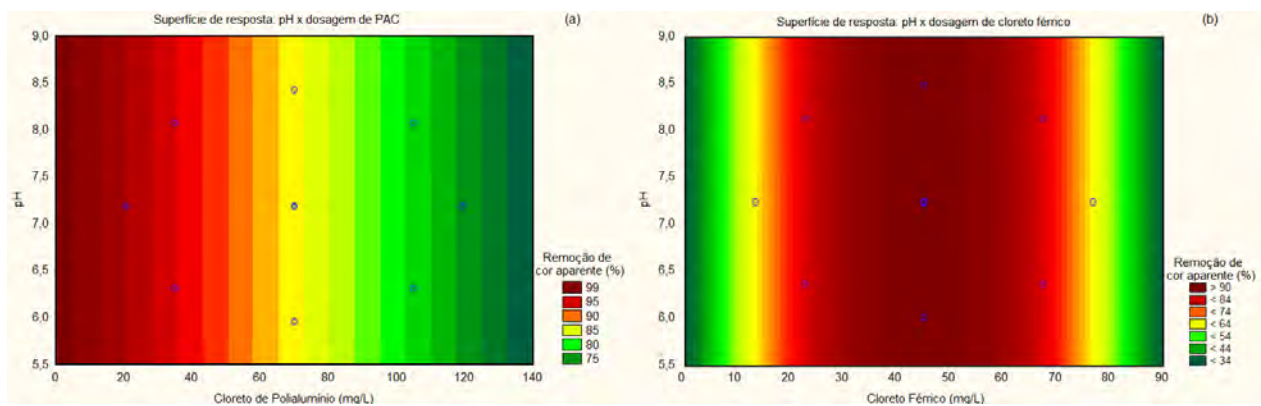 Superfície de resposta: pH x dosagem de PAC
(a)
9,0
8,5
8,0
7,5
7,0
6,5
6,0
5,5
pH
0 20 40 60 80 100 120 140
Cloreto de Polialumínio (mg/L)
Remoção de
cor aparente (%)
99
95
90
85
80
75
Superfície de resposta: pH x dosagem de cloreto férrico
(b)
9,0
8,5
8,0
7,5
7,0
6,5
6,0
5,5
pH
0 10 20 30 40 50 60 70 80 90
Cloreto Férrico (mg/L)
Remoção de
cor aparente (%)
> 90
< 84
< 74
< 64
< 54
< 44
< 34